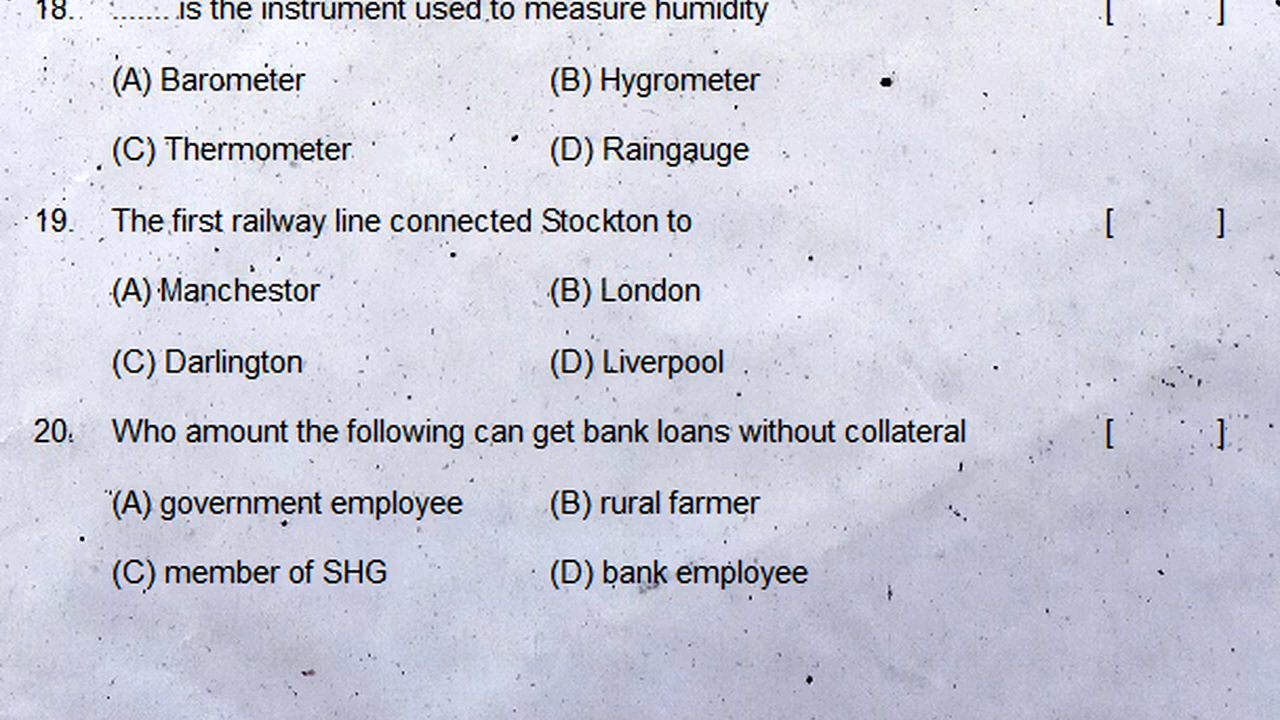 18. ....... is the instrument used to measure humidity [ ]
(A) Barometer (B) Hygrometer
(C) Thermometer (D) Raingauge
19. The first railway line connected Stockton to [ ]
(A) Manchestor (B) London
(C) Darlington (D) Liverpool
20. Who amount the following can get bank loans without collateral [ ]
(A) government employee (B) rural farmer
(C) member of SHG (D) bank employee